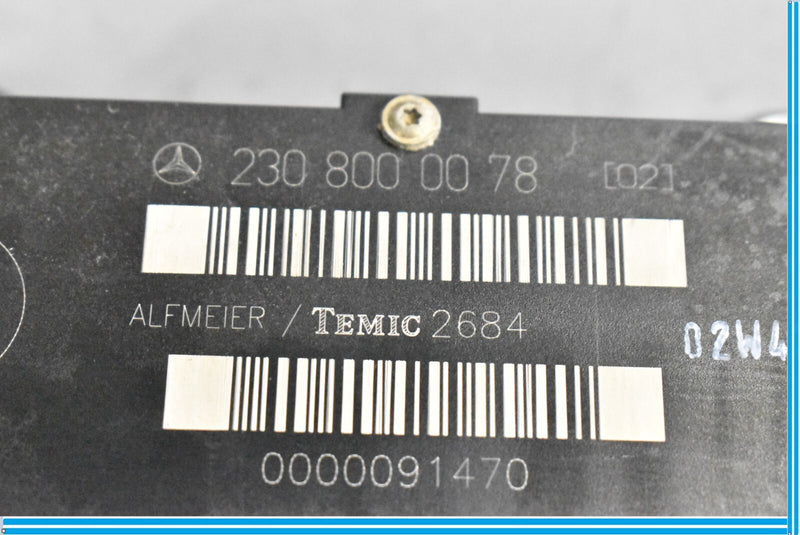 230 800 00 78 [02]
ALFMEIER / TEMIC 2684
02W4
0000091470